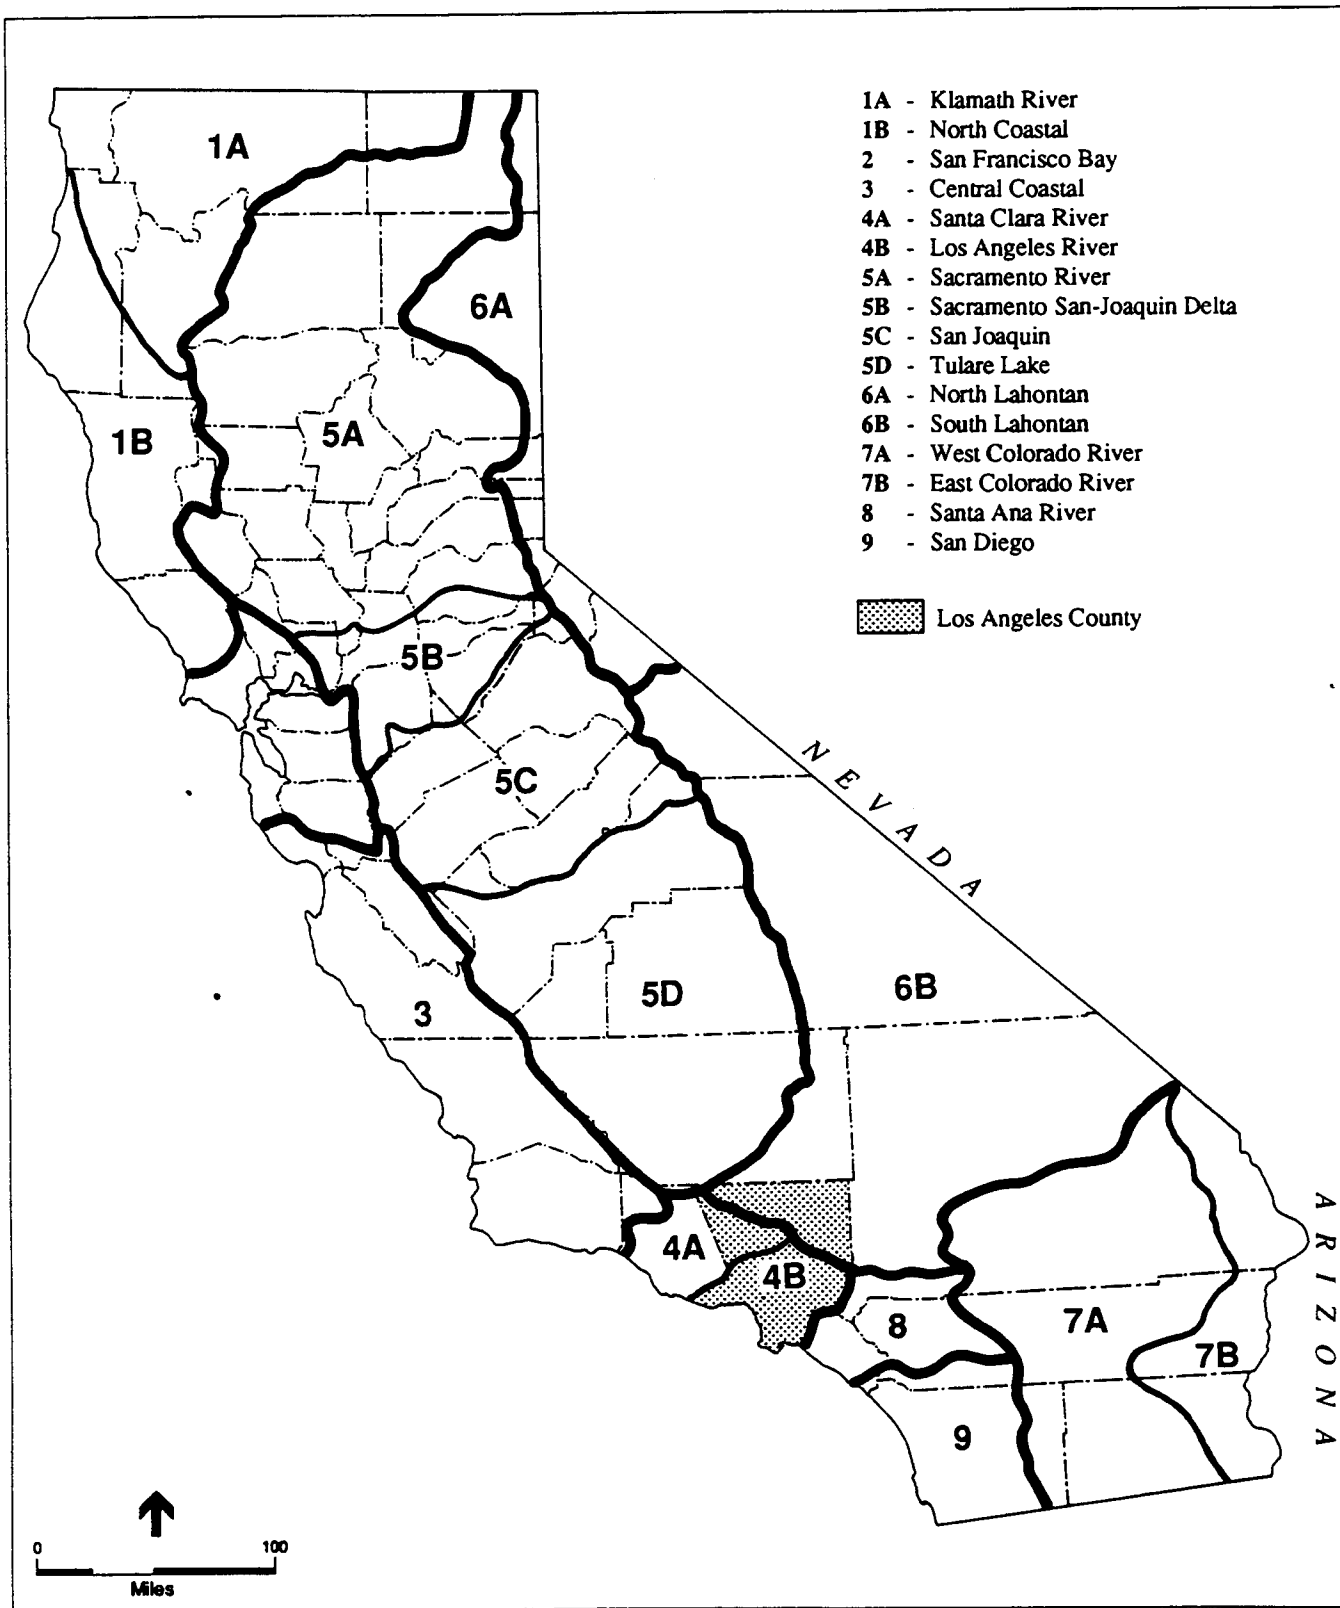 1A - Klamath River
1B - North Coastal
2 - San Francisco Bay
3 - Central Coastal
4A - Santa Clara River
4B - Los Angeles River
5A - Sacramento River
5B - Sacramento San-Joaquin Delta
5C - San Joaquin
5D - Tulare Lake
6A - North Lahontan
6B - South Lahontan
7A - West Colorado River
7B - East Colorado River
8 - Santa Ana River
9 - San Diego
Los Angeles County
1A
6A
1B
5A
5B
5C
NEVADA
3
5D
6B
4A
4B
8
7A
7B
9
ARIZONA
0 100
Miles